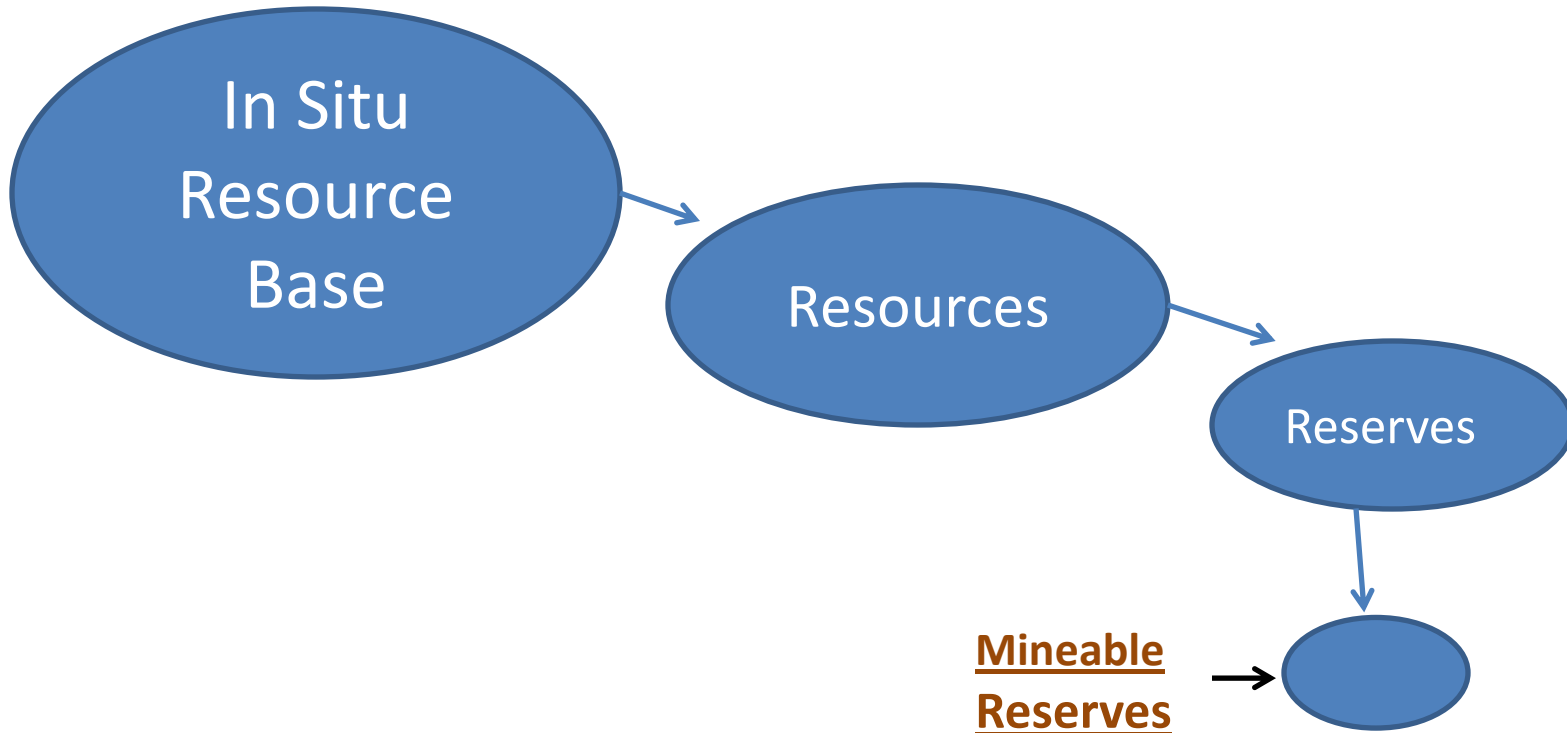 In Situ
Resource
Base
Resources
Reserves
Mineable
Reserves